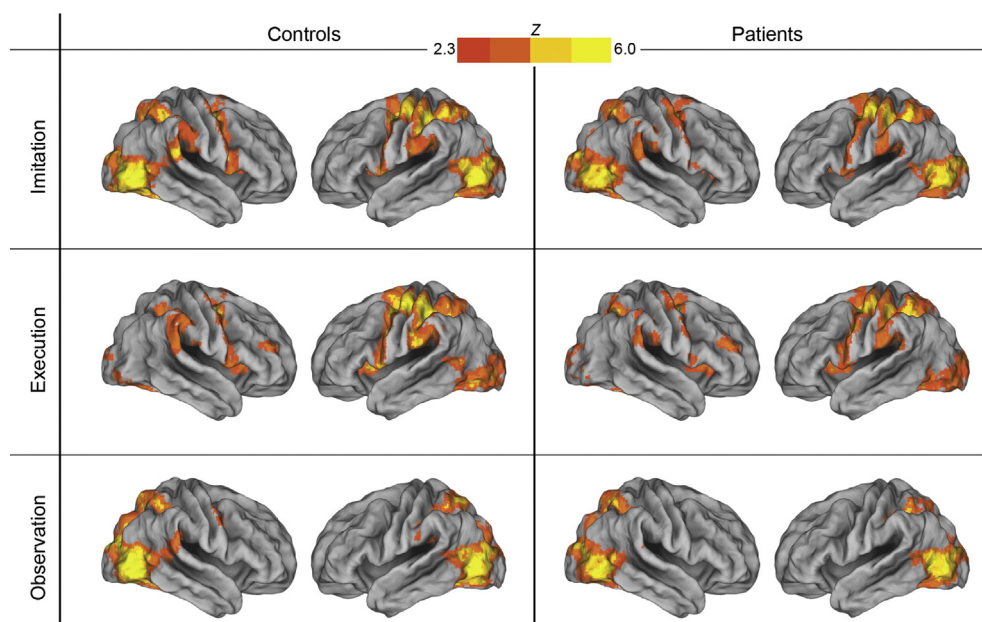 Controls
Z
Patients
2.3
6.0
Imitation
Execution
Observation